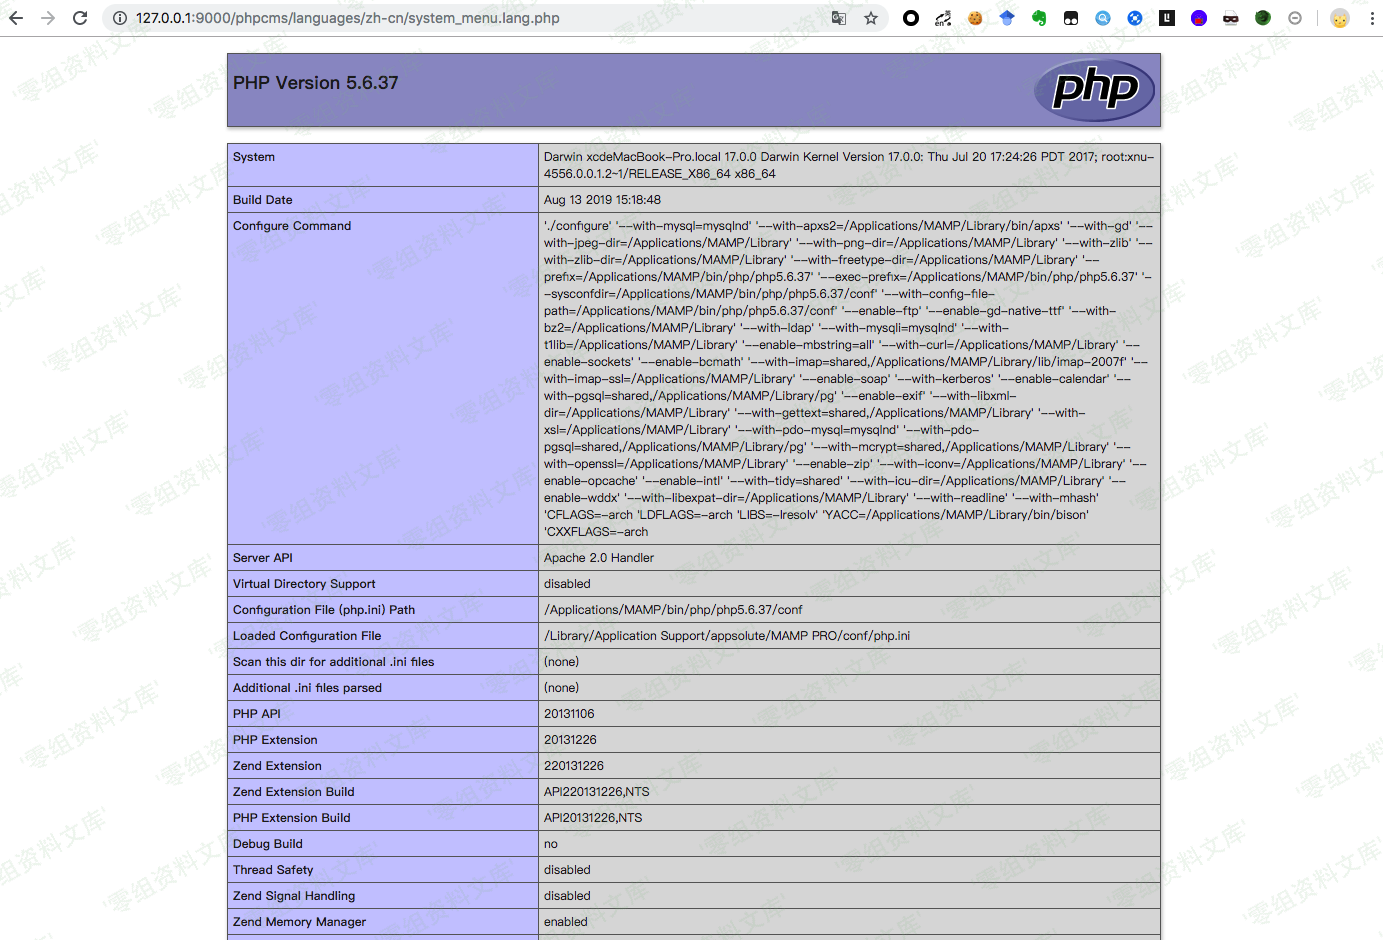 127.0.0.1:9000/phpcms/languages/zh-cn/system_menu.lang.php
PHP Version 5.6.37
php
System
Darwin xcdeMacBook-Pro.local 17.0.0 Darwin Kernel Version 17.0.0: Thu Jul 20 17:24:26 PDT 2017; root:xnu-
4556.0.0.1.2~1/RELEASE_X86_64 x86_64
Build Date
Aug 13 2019 15:18:48
Configure Command
'./configure' '--with-mysql=mysqlnd' '--with-apxs2=/Applications/MAMP/Library/bin/apxs' '--with-gd' '--
with-jpeg-dir=/Applications/MAMP/Library' '--with-png-dir=/Applications/MAMP/Library' '--with-zlib' '--
with-zlib-dir=/Applications/MAMP/Library' '--with-freetype-dir=/Applications/MAMP/Library' '--
prefix=/Applications/MAMP/bin/php/php5.6.37' '--exec-prefix=/Applications/MAMP/bin/php/php5.6.37' '-
-sysconfdir=/Applications/MAMP/bin/php/php5.6.37/conf' '--with-config-file-
path=/Applications/MAMP/bin/php/php5.6.37/conf' '--enable-ftp' '--enable-gd-native-ttf' '--with-
bz2=/Applications/MAMP/Library' '--with-ldap' '--with-mysqli=mysqlnd' '--with-
t1lib=/Applications/MAMP/Library' '--enable-mbstring=all' '--with-curl=/Applications/MAMP/Library' '--
enable-sockets' '--enable-bcmath' '--with-imap=shared,/Applications/MAMP/Library/lib/imap-2007f' '--
with-imap-ssl=/Applications/MAMP/Library' '--enable-soap' '--with-kerberos' '--enable-calendar' '--
with-pgsql=shared,/Applications/MAMP/Library/pg' '--enable-exif' '--with-libxml-
dir=/Applications/MAMP/Library' '--with-gettext=shared,/Applications/MAMP/Library' '--with-
xsl=/Applications/MAMP/Library' '--with-pdo-mysql=mysqlnd' '--with-pdo-
pgsql=shared,/Applications/MAMP/Library/pg' '--with-mcrypt=shared,/Applications/MAMP/Library' '--
with-openssl=/Applications/MAMP/Library' '--enable-zip' '--with-iconv=/Applications/MAMP/Library' '--
enable-opcache' '--enable-intl' '--with-tidy=shared' '--with-icu-dir=/Applications/MAMP/Library' '--
enable-wddx' '--with-libexpat-dir=/Applications/MAMP/Library' '--with-readline' '--with-mhash'
'CFLAGS=-arch 'LDFLAGS=-arch 'LIBS=-lresolv' 'YACC=/Applications/MAMP/Library/bin/bison'
'CXXFLAGS=-arch
Server API
Apache 2.0 Handler
Virtual Directory Support
disabled
Configuration File (php.ini) Path
/Applications/MAMP/bin/php/php5.6.37/conf
Loaded Configuration File
/Library/Application Support/appsolute/MAMP PRO/conf/php.ini
Scan this dir for additional .ini files
(none)
Additional .ini files parsed
(none)
PHP API
20131106
PHP Extension
20131226
Zend Extension
220131226
Zend Extension Build
API220131226,NTS
PHP Extension Build
API20131226,NTS
Debug Build
no
Thread Safety
disabled
Zend Signal Handling
disabled
Zend Memory Manager
enabled
'零组资料文库'